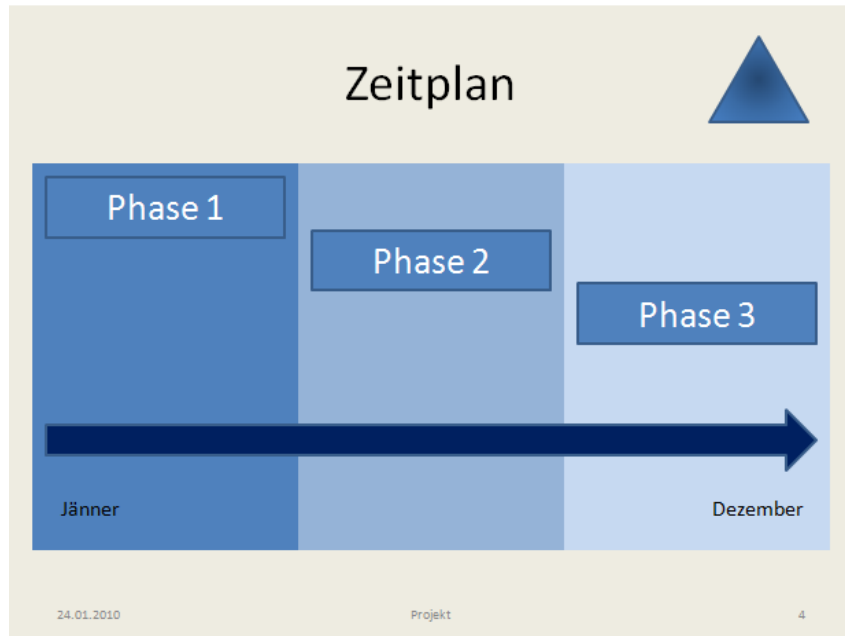 Zeitplan
Phase 1
Phase 2
Phase 3
Jänner
Dezember
24.01.2010
Projekt
4